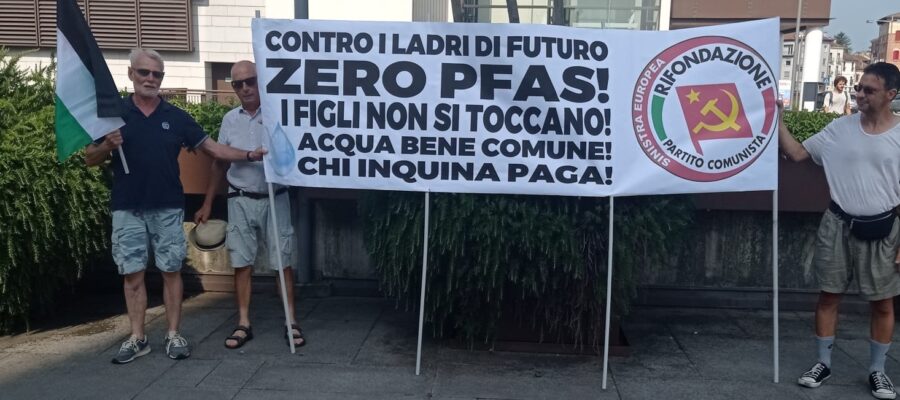 CONTRO I LADRI DI FUTURO
ZERO PFAS!
I FIGLI NON SI TOCCANO!
ACQUA BENE COMUNE!
CHI INQUINA PAGA!
SINISTRA EUROPEA
RIFONDAZIONE
PARTITO COMUNISTA